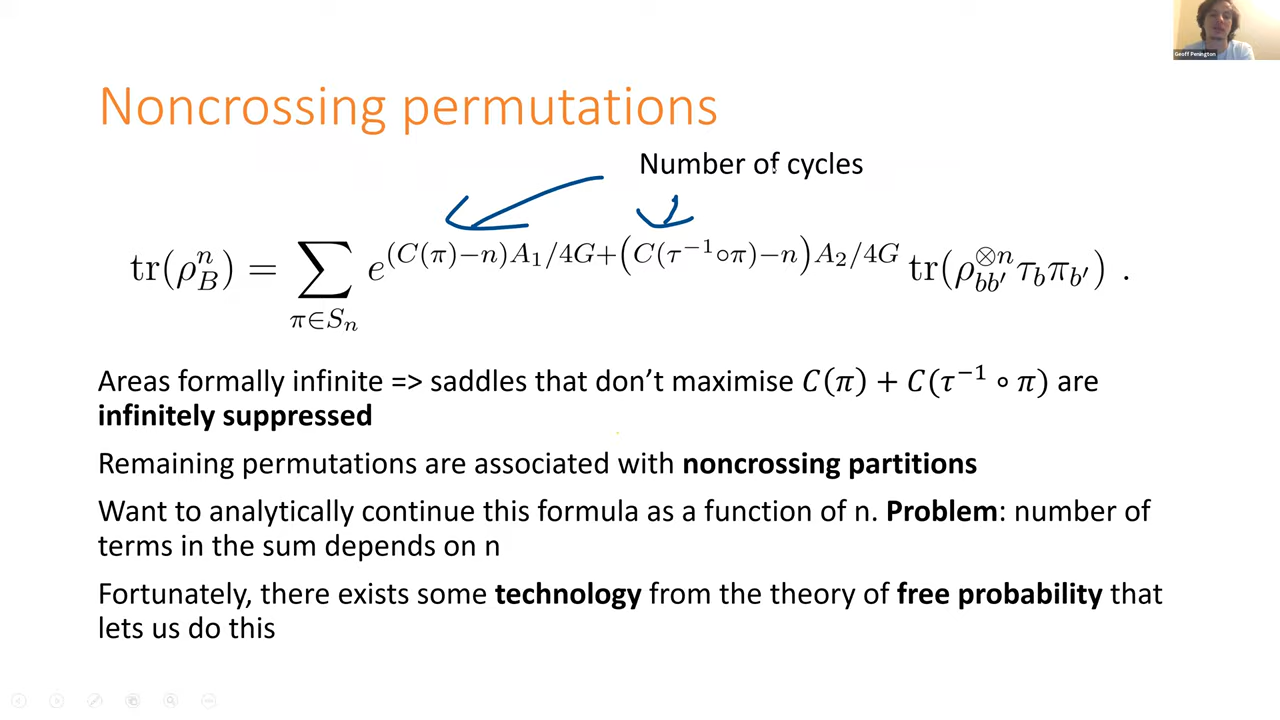 Geoff Penington
Noncrossing permutations
Number of cycles
tr(ρ_B^n) = ∑_{π∈S_n} e^{(C(π)−n)A_1/4G+(C(τ^{−1}∘π)−n)A_2/4G} tr(ρ_{bb′}^{⊗n} τ_b π_{b′}) .
Areas formally infinite => saddles that don’t maximise C(π) + C(τ^{−1} ∘ π) are
infinitely suppressed
Remaining permutations are associated with noncrossing partitions
Want to analytically continue this formula as a function of n. Problem: number of
terms in the sum depends on n
Fortunately, there exists some technology from the theory of free probability that
lets us do this